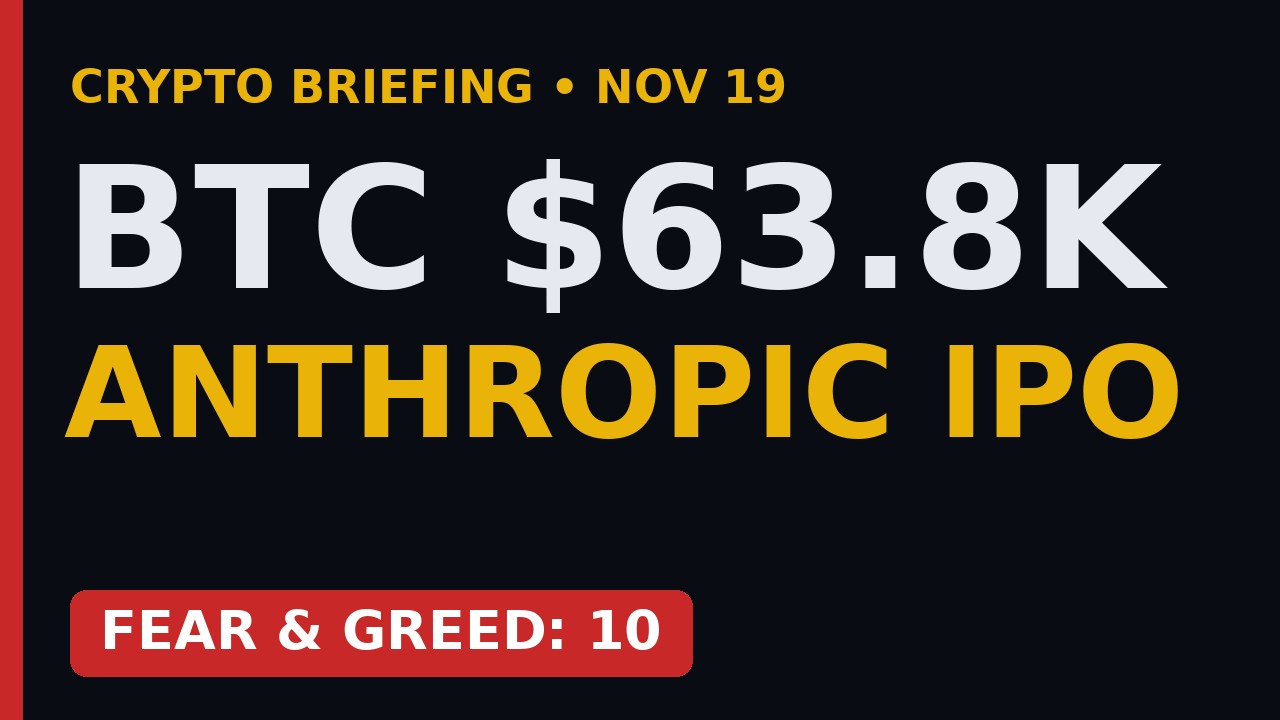 CRYPTO BRIEFING • NOV 19
BTC $63.8K
ANTHROPIC IPO
FEAR & GREED: 10